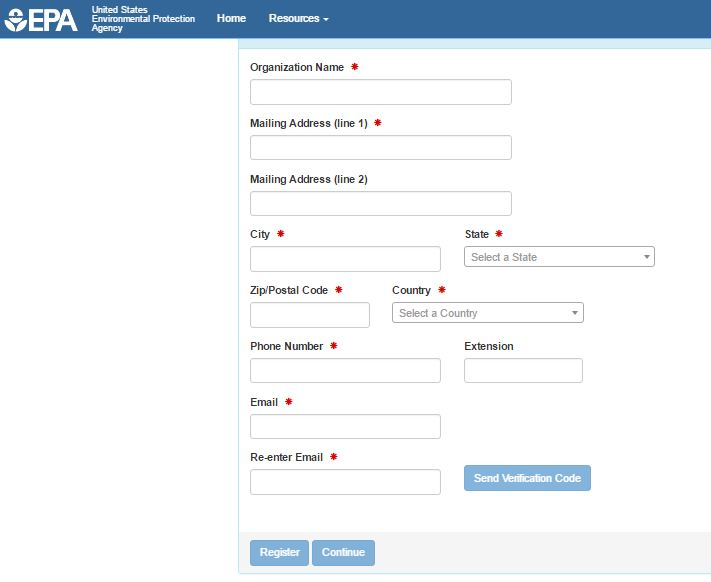 EPA
United States
Environmental Protection
Agency
Home Resources
Organization Name *
Mailing Address (line 1) *
Mailing Address (line 2)
City * State *
Select a State
Zip/Postal Code * Country *
Select a Country
Phone Number * Extension
Email *
Re-enter Email *
Send Verification Code
Register Continue